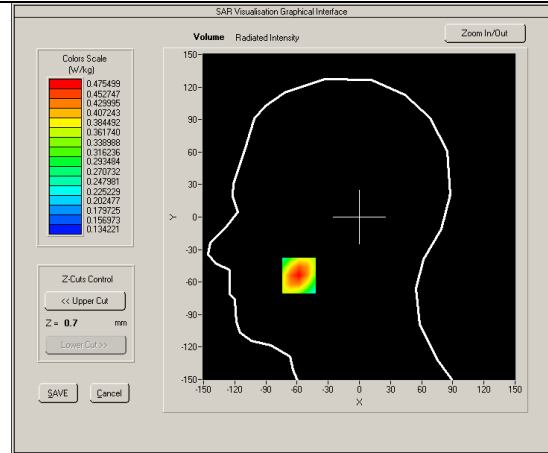 SAR Visualisation Graphical Interface
Volume Radiated Intensity
Zoom In/Out
Colors Scale
(W/kg)
0.475499
0.452747
0.429995
0.407243
0.384492
0.361740
0.338988
0.316236
0.293484
0.270732
0.247981
0.225229
0.202477
0.179725
0.156973
0.134221
Z-Cuts Control
<< Upper Cut
Z = 0.7 mm
Lower Cut >>
SAVE Cancel
150
120
90
60
30
0
-30
-60
-90
-120
-150
Y
-150 -120 -90 -60 -30 0 30 60 90 120 150
X